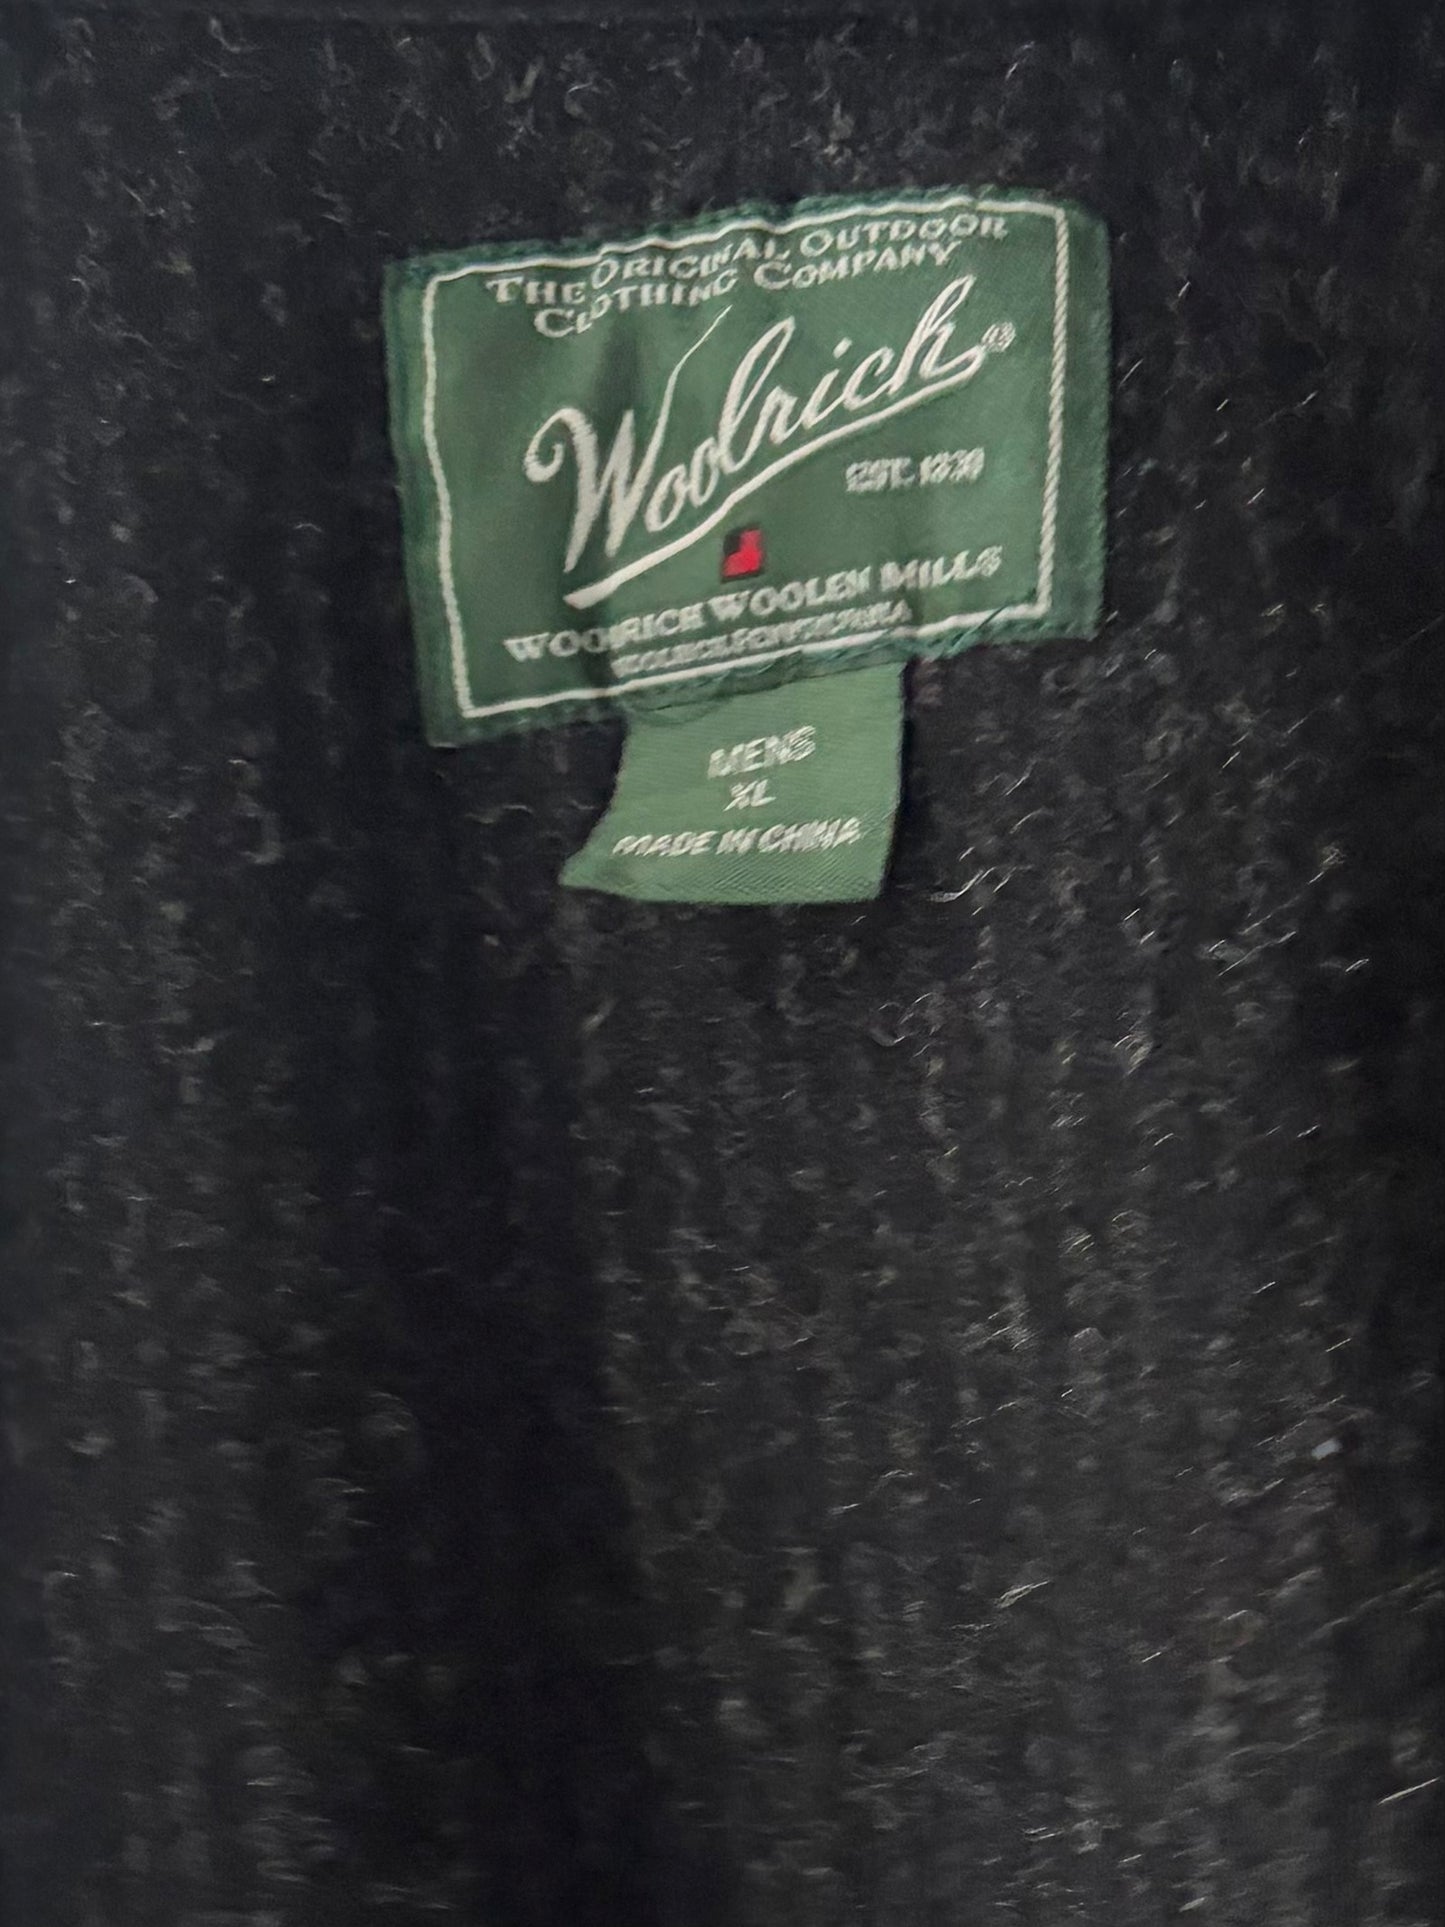 THE ORIGINAL OUTDOOR
CLOTHING COMPANY
Woolrich®
EST. 1830
WOOLRICH WOOLEN MILLS
MENS
XL
MADE IN CHINA